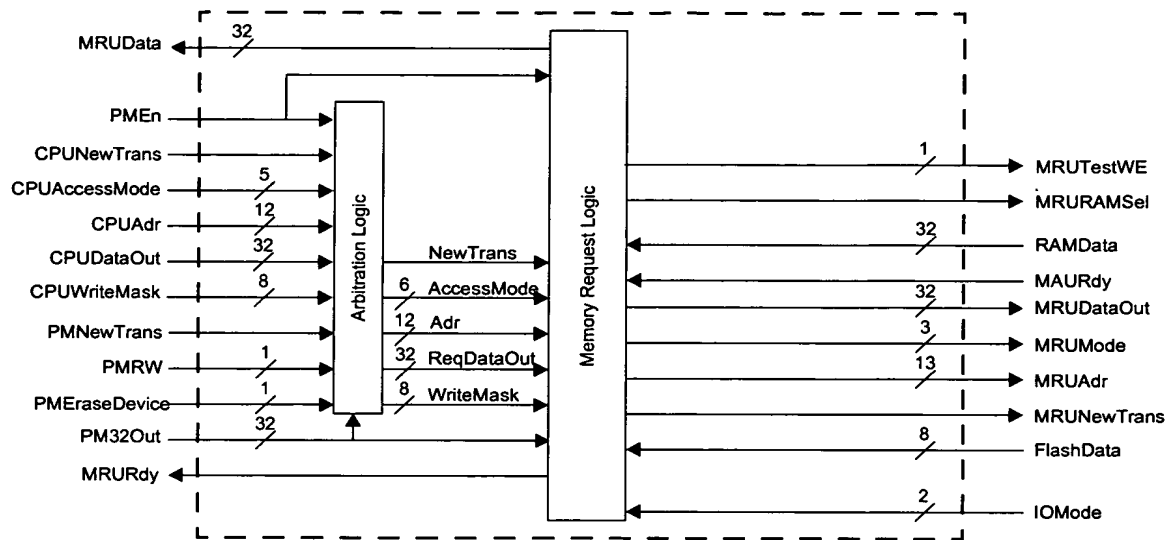 MRUData
32
PMEn
CPUNewTrans
CPUAccessMode
5
CPUAdr
12
CPUDataOut
32
CPUWriteMask
8
PMNewTrans
PMRW
1
PMEraseDevice
1
PM32Out
32
MRURdy
Arbitration Logic
NewTrans
6
AccessMode
12
Adr
32
ReqDataOut
8
WriteMask
Memory Request Logic
1
MRUTestWE
MRURAMSel
32
RAMData
MAURdy
32
MRUDataOut
3
MRUMode
13
MRUAdr
MRUNewTrans
8
FlashData
2
IOMode